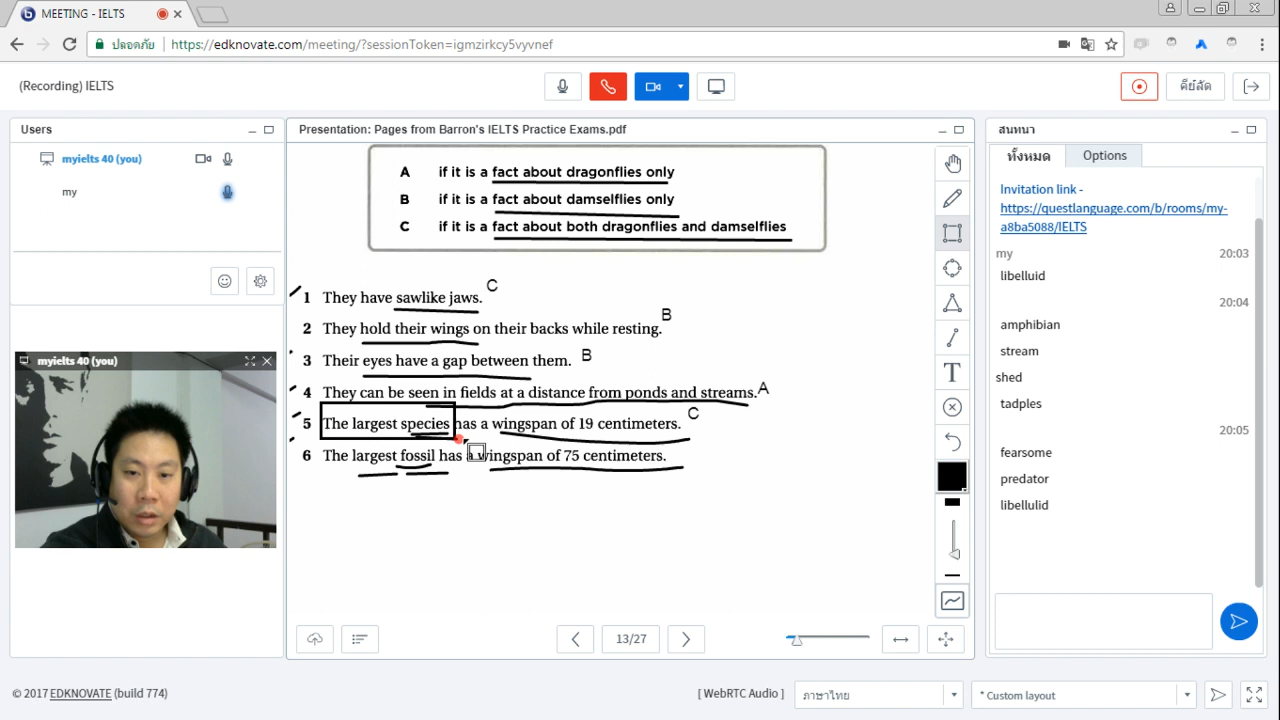 MEETING - IELTS
ปลอดภัย
https://edknovate.com/meeting/?sessionToken=igmzirkcy5vyvnef
(Recording) IELTS
คีย์ลัด
Users
myielts 40 (you)
my
myielts 40 (you)
Presentation: Pages from Barron's IELTS Practice Exams.pdf
A if it is a fact about dragonflies only
B if it is a fact about damselflies only
C if it is a fact about both dragonflies and damselflies
1 They have sawlike jaws. C
2 They hold their wings on their backs while resting. B
3 Their eyes have a gap between them. B
4 They can be seen in fields at a distance from ponds and streams. A
5 The largest species has a wingspan of 19 centimeters. C
6 The largest fossil has a wingspan of 75 centimeters.
T
13/27
สนทนา
ทั้งหมด
Options
Invitation link -
https://questlanguage.com/b/rooms/my-
a8ba5088/IELTS
my 20:03
libelluid
20:04
amphibian
stream
shed
tadples
20:05
fearsome
predator
libellulid
© 2017 EDKNOVATE (build 774)
[ WebRTC Audio ]
ภาษาไทย
* Custom layout